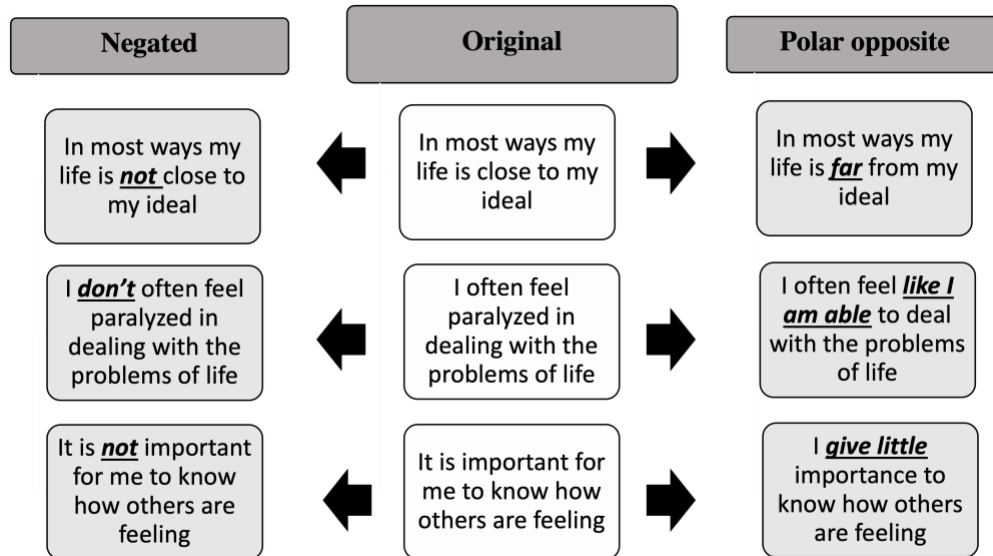 Negated
Original
Polar opposite
In most ways my
life is not close to
my ideal
In most ways my
life is close to my
ideal
In most ways my
life is far from my
ideal
I don’t often feel
paralyzed in
dealing with the
problems of life
I often feel
paralyzed in
dealing with the
problems of life
I often feel like I
am able to deal
with the problems
of life
It is not important
for me to know
how others are
feeling
It is important for
me to know how
others are feeling
I give little
importance to
know how others
are feeling